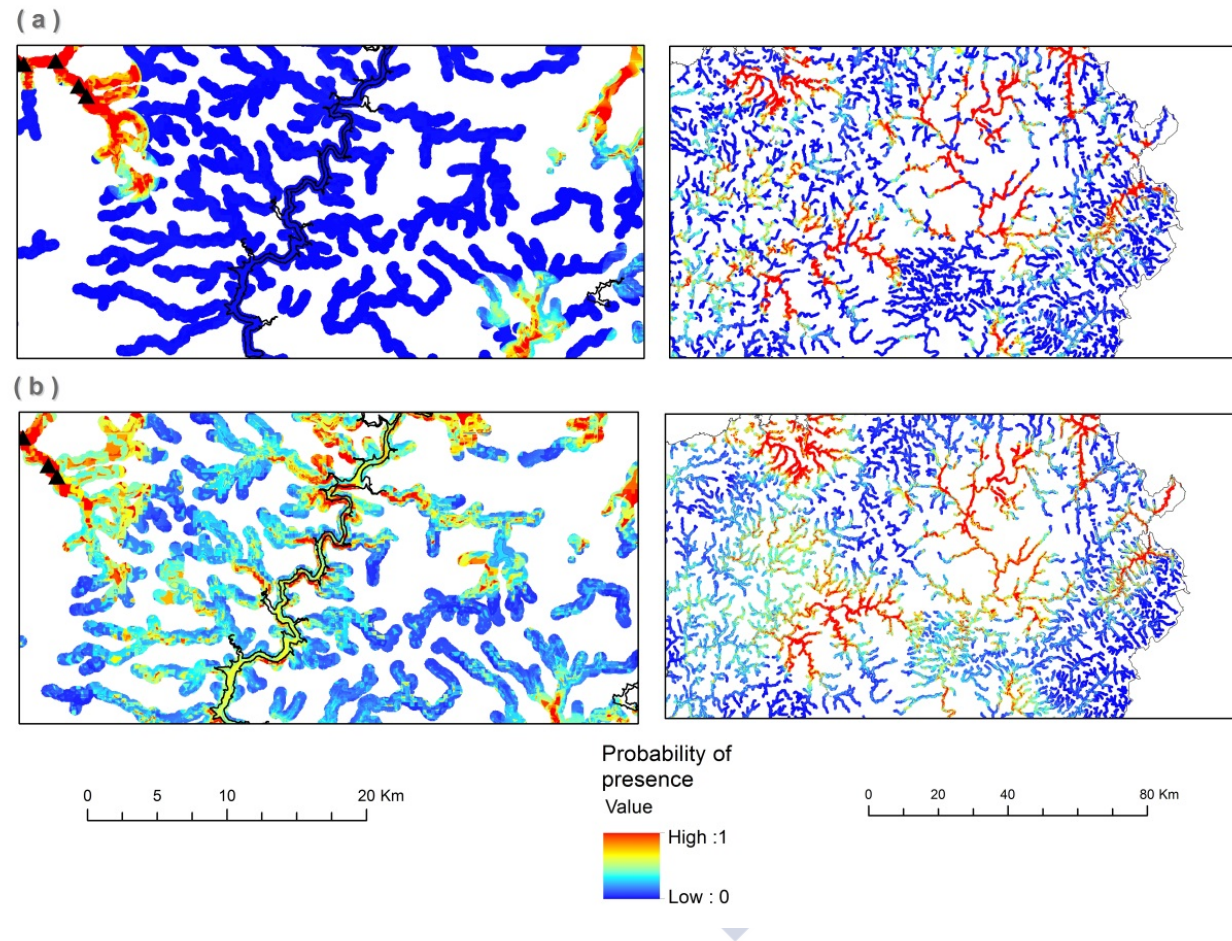 ( a )
( b )
Probability of
presence
Value
High :1
Low : 0
0 5 10 20 Km
0 20 40 80 Km